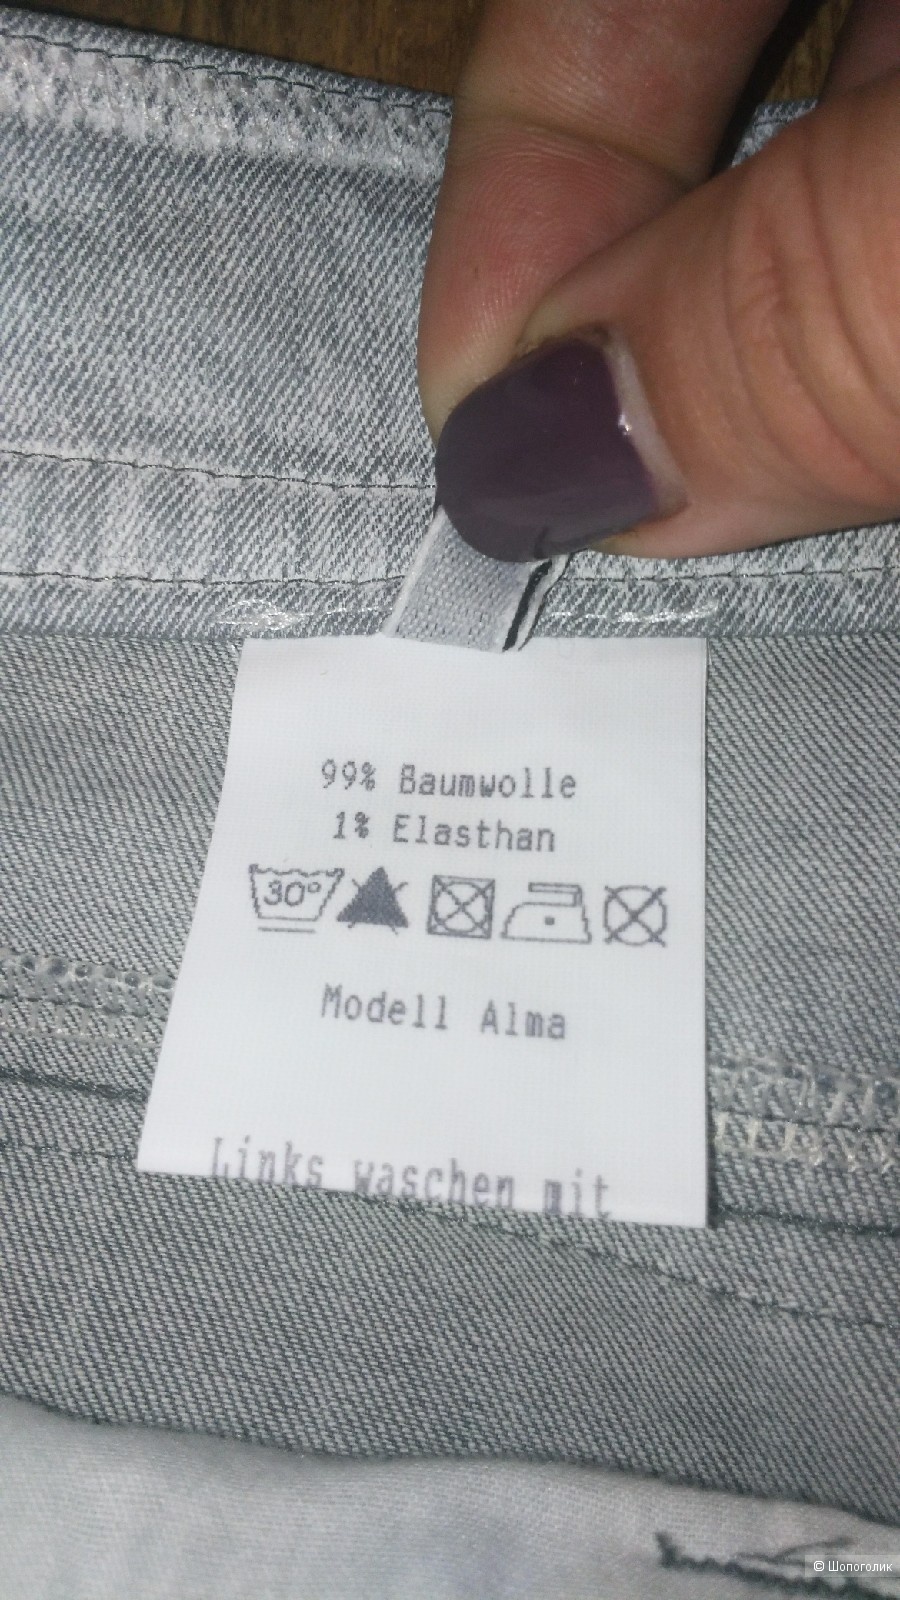 99% Baumwolle
1% Elasthan
30°
Modell Alma
Links waschen mit
© Шопоголик